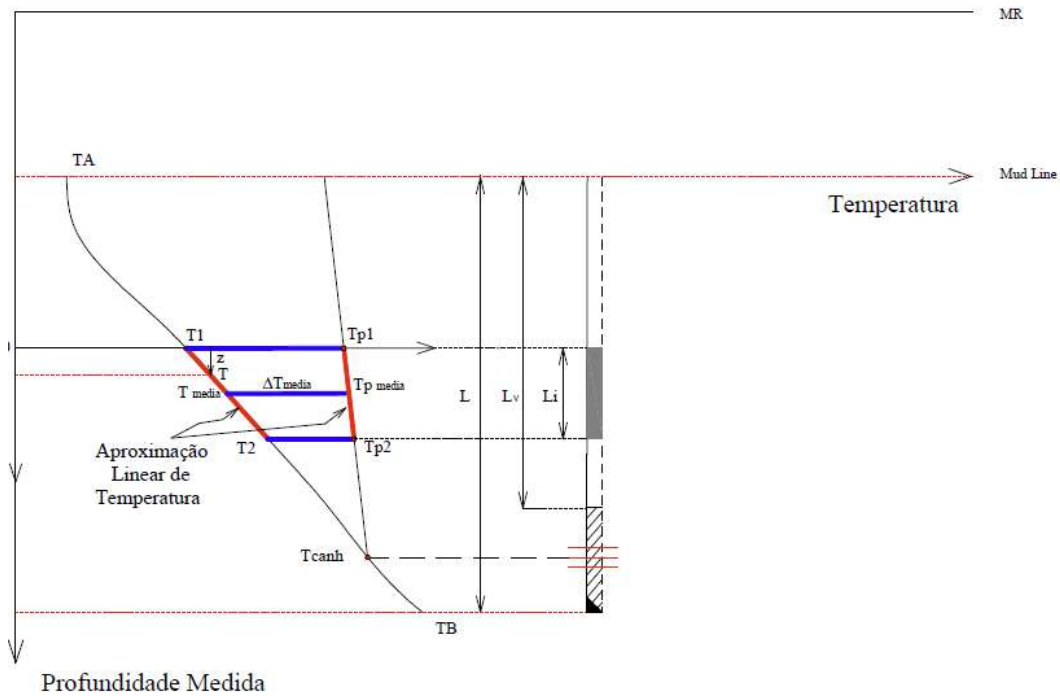 MR
TA
Mud Line
Temperatura
T1
Tp1
z
T
T media
ΔTmedia
Tp media
L
Lv
Li
T2
Tp2
Aproximação
Linear de
Temperatura
Tcanh
TB
Profundidade Medida